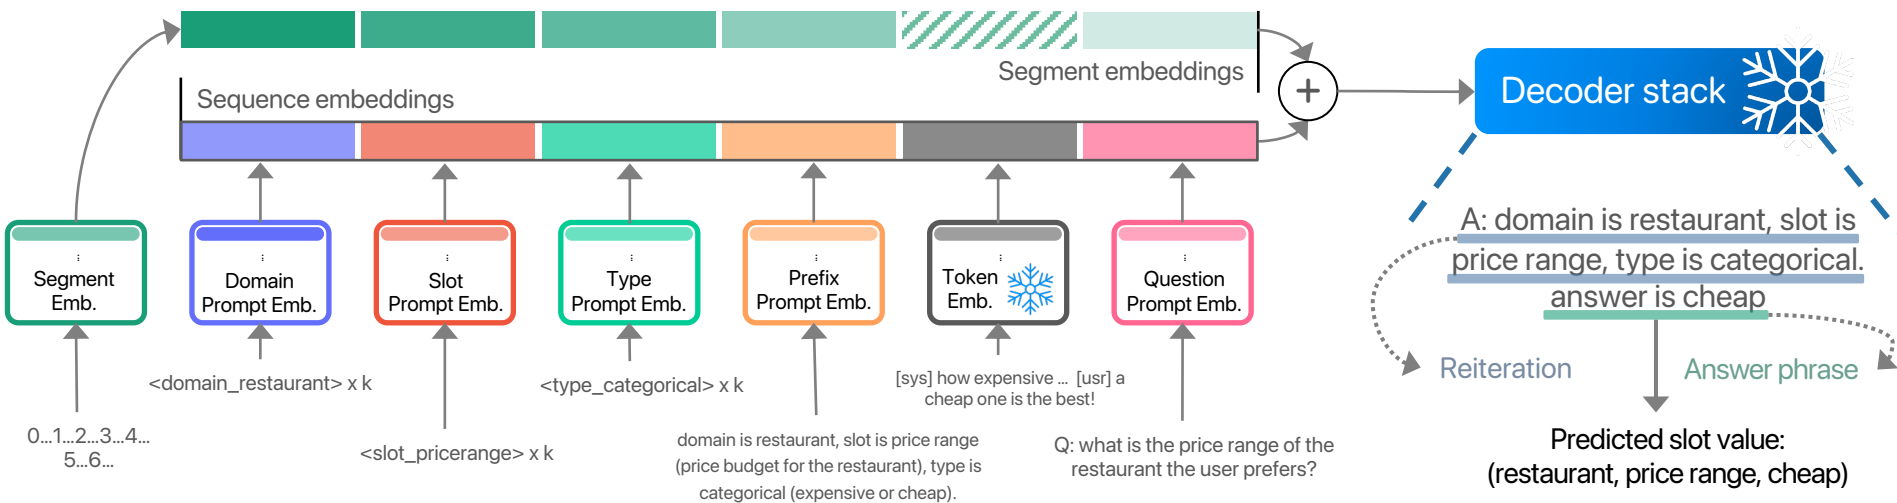 Segment embeddings
Sequence embeddings
+
Decoder stack
Segment
Emb.
Domain
Prompt Emb.
Slot
Prompt Emb.
Type
Prompt Emb.
Prefix
Prompt Emb.
Token
Emb.
Question
Prompt Emb.
0...1...2...3...4...
5...6...
<domain_restaurant> x k
<slot_pricerange> x k
<type_categorical> x k
domain is restaurant, slot is price range
(price budget for the restaurant), type is
categorical (expensive or cheap).
[sys] how expensive ... [usr] a
cheap one is the best!
Q: what is the price range of the
restaurant the user prefers?
A: domain is restaurant, slot is
price range, type is categorical.
answer is cheap
Reiteration
Answer phrase
Predicted slot value:
(restaurant, price range, cheap)